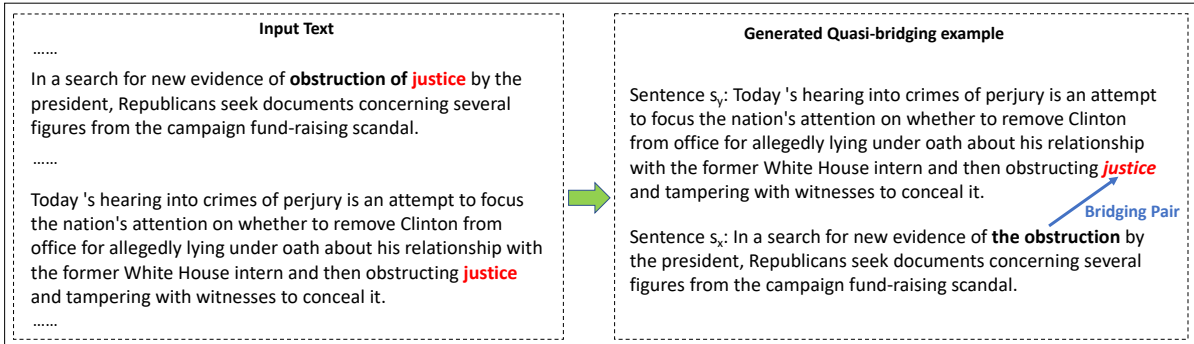 Input Text
......
In a search for new evidence of obstruction of justice by the
president, Republicans seek documents concerning several
figures from the campaign fund-raising scandal.
......
Today 's hearing into crimes of perjury is an attempt to focus
the nation's attention on whether to remove Clinton from
office for allegedly lying under oath about his relationship with
the former White House intern and then obstructing justice
and tampering with witnesses to conceal it.
......
Generated Quasi-bridging example
Sentence sy: Today 's hearing into crimes of perjury is an attempt
to focus the nation's attention on whether to remove Clinton
from office for allegedly lying under oath about his relationship
with the former White House intern and then obstructing justice
and tampering with witnesses to conceal it.
Bridging Pair
Sentence sx: In a search for new evidence of the obstruction by
the president, Republicans seek documents concerning several
figures from the campaign fund-raising scandal.